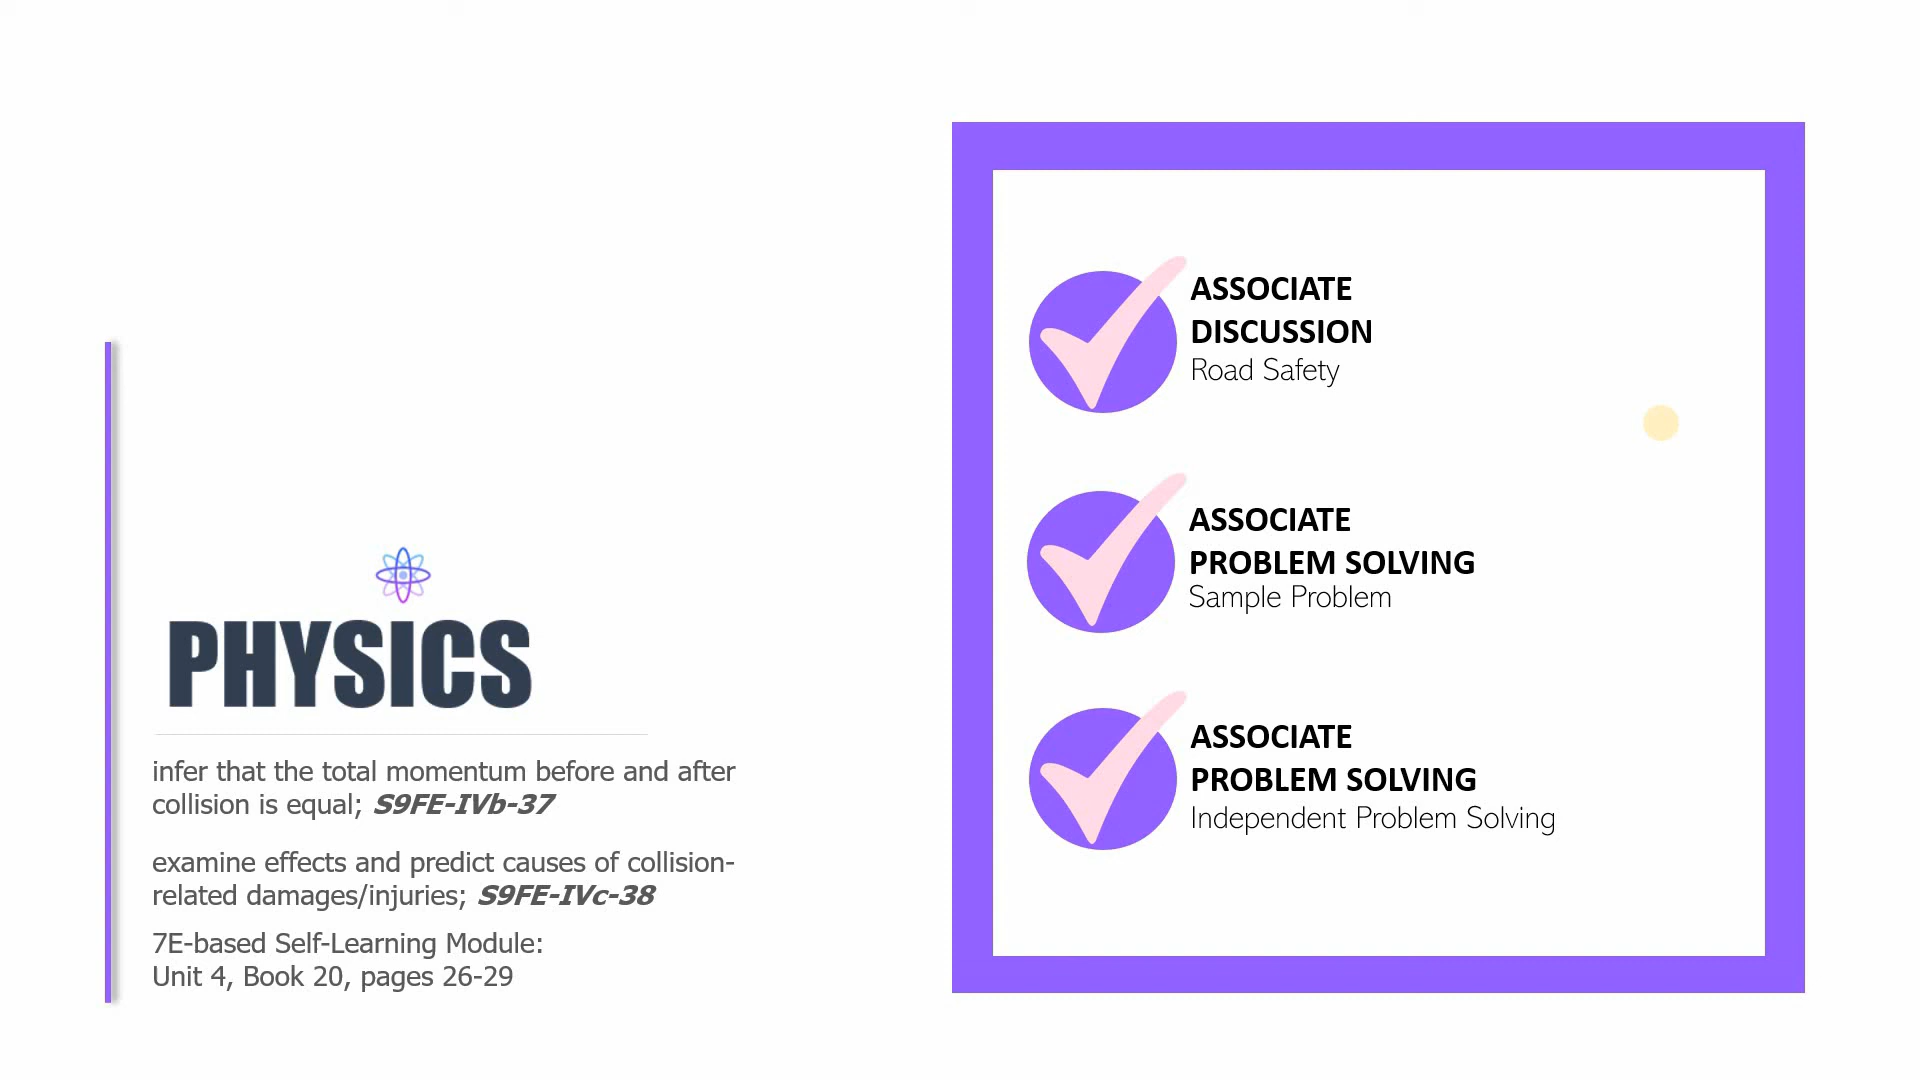 PHYSICS
infer that the total momentum before and after
collision is equal; S9FE-IVb-37
examine effects and predict causes of collision-
related damages/injuries; S9FE-IVc-38
7E-based Self-Learning Module:
Unit 4, Book 20, pages 26-29
ASSOCIATE
DISCUSSION
Road Safety
ASSOCIATE
PROBLEM SOLVING
Sample Problem
ASSOCIATE
PROBLEM SOLVING
Independent Problem Solving